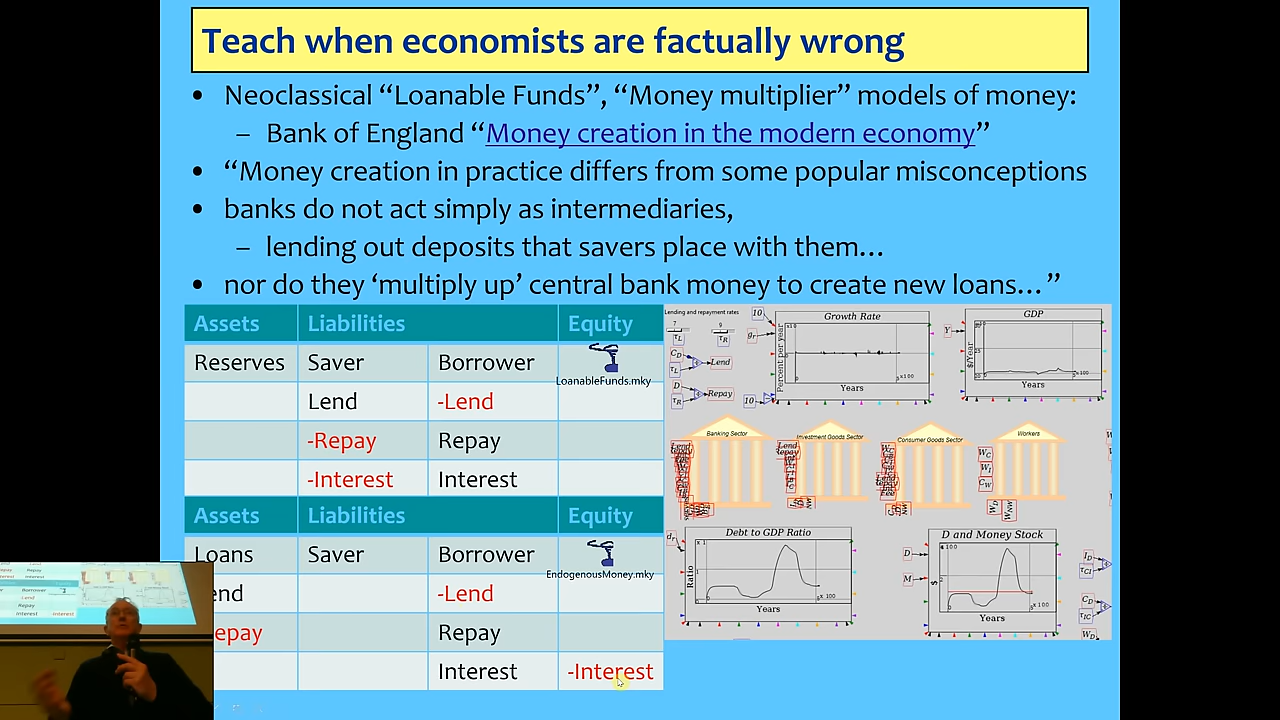 Teach when economists are factually wrong
• Neoclassical “Loanable Funds”, “Money multiplier” models of money:
– Bank of England “Money creation in the modern economy”
• “Money creation in practice differs from some popular misconceptions
• banks do not act simply as intermediaries,
– lending out deposits that savers place with them…
• nor do they ‘multiply up’ central bank money to create new loans…”
Assets Liabilities Equity
Reserves Saver Borrower
LoanableFunds.mky
Lend -Lend
-Repay Repay
-Interest Interest
Assets Liabilities Equity
Loans Saver Borrower
EndogenousMoney.mky
-Lend
Repay
Interest -Interest
Lending and repayment rates
Lend
Repay
Growth Rate
Percent per year
Years
GDP
$/Year
Years
Banking Sector
Investment Goods Sector
Consumer Goods Sector
Workers
Debt to GDP Ratio
Ratio
Years
D and Money Stock
$
Years